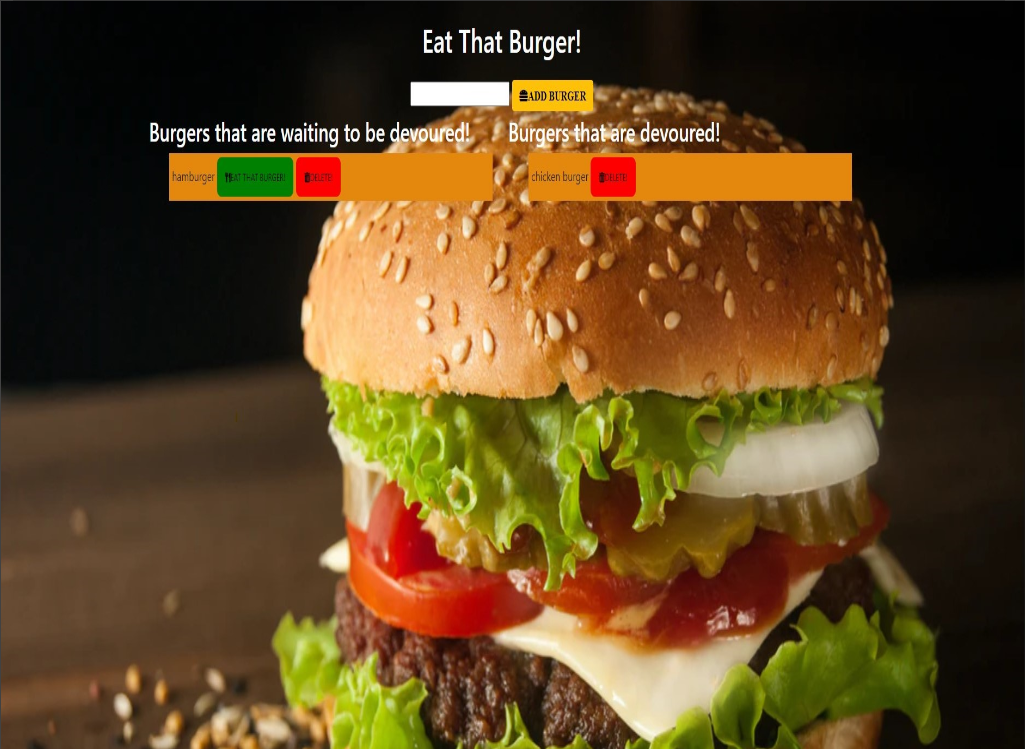 Eat That Burger!
ADD BURGER
Burgers that are waiting to be devoured!
Burgers that are devoured!
hamburger EAT THAT BURGER! DELETE!
chicken burger DELETE!